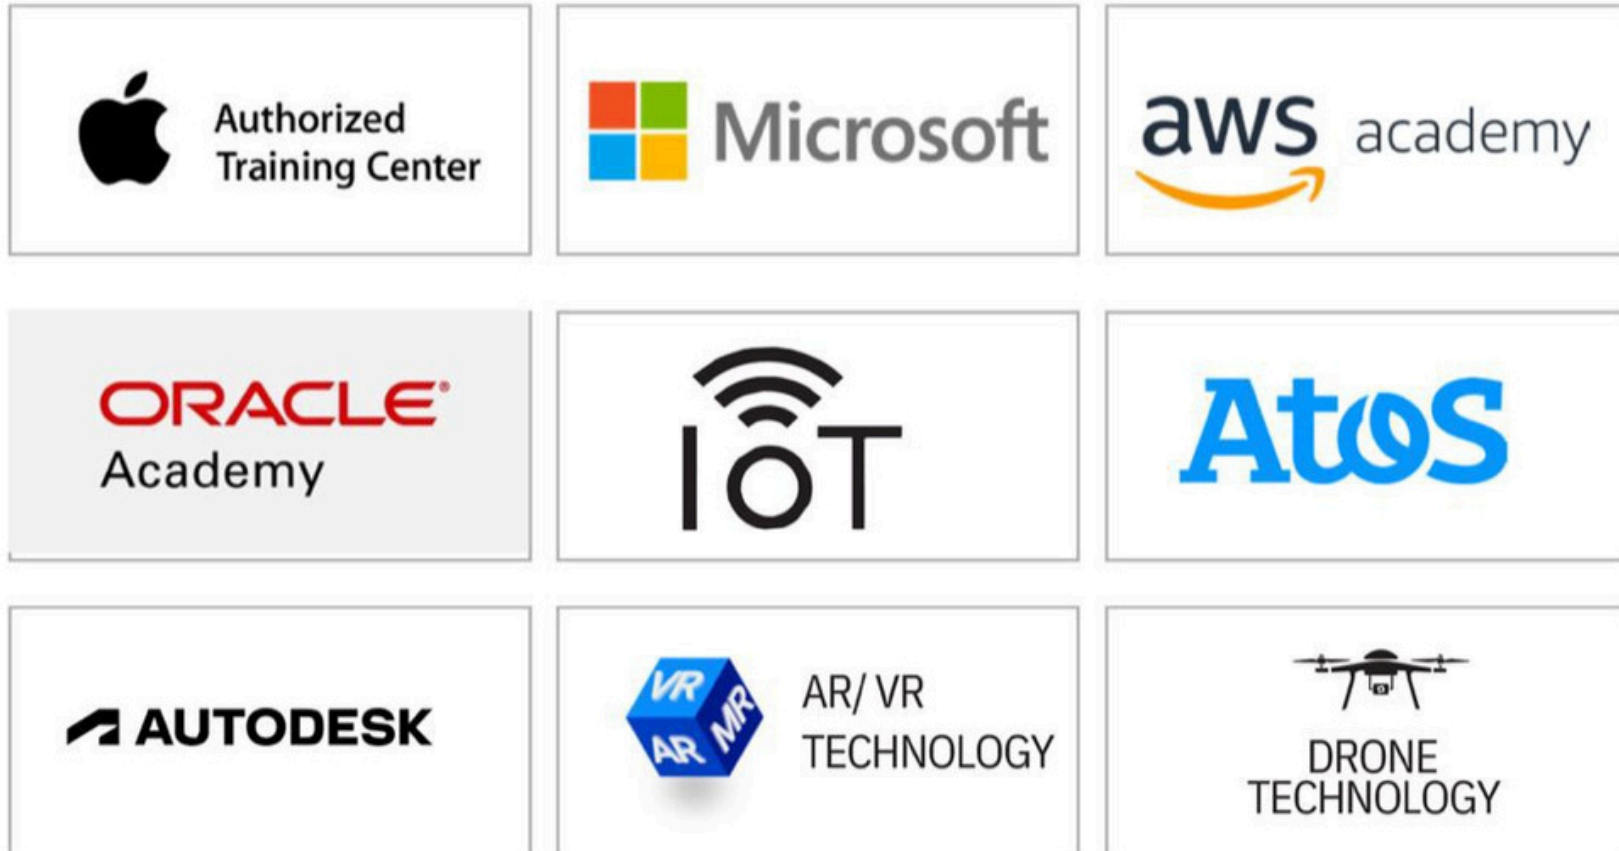 Authorized
Training Center
Microsoft
aws academy
ORACLE®
Academy
IoT
Atos
AUTODESK
VR
MR
AR
AR/ VR
TECHNOLOGY
DRONE
TECHNOLOGY